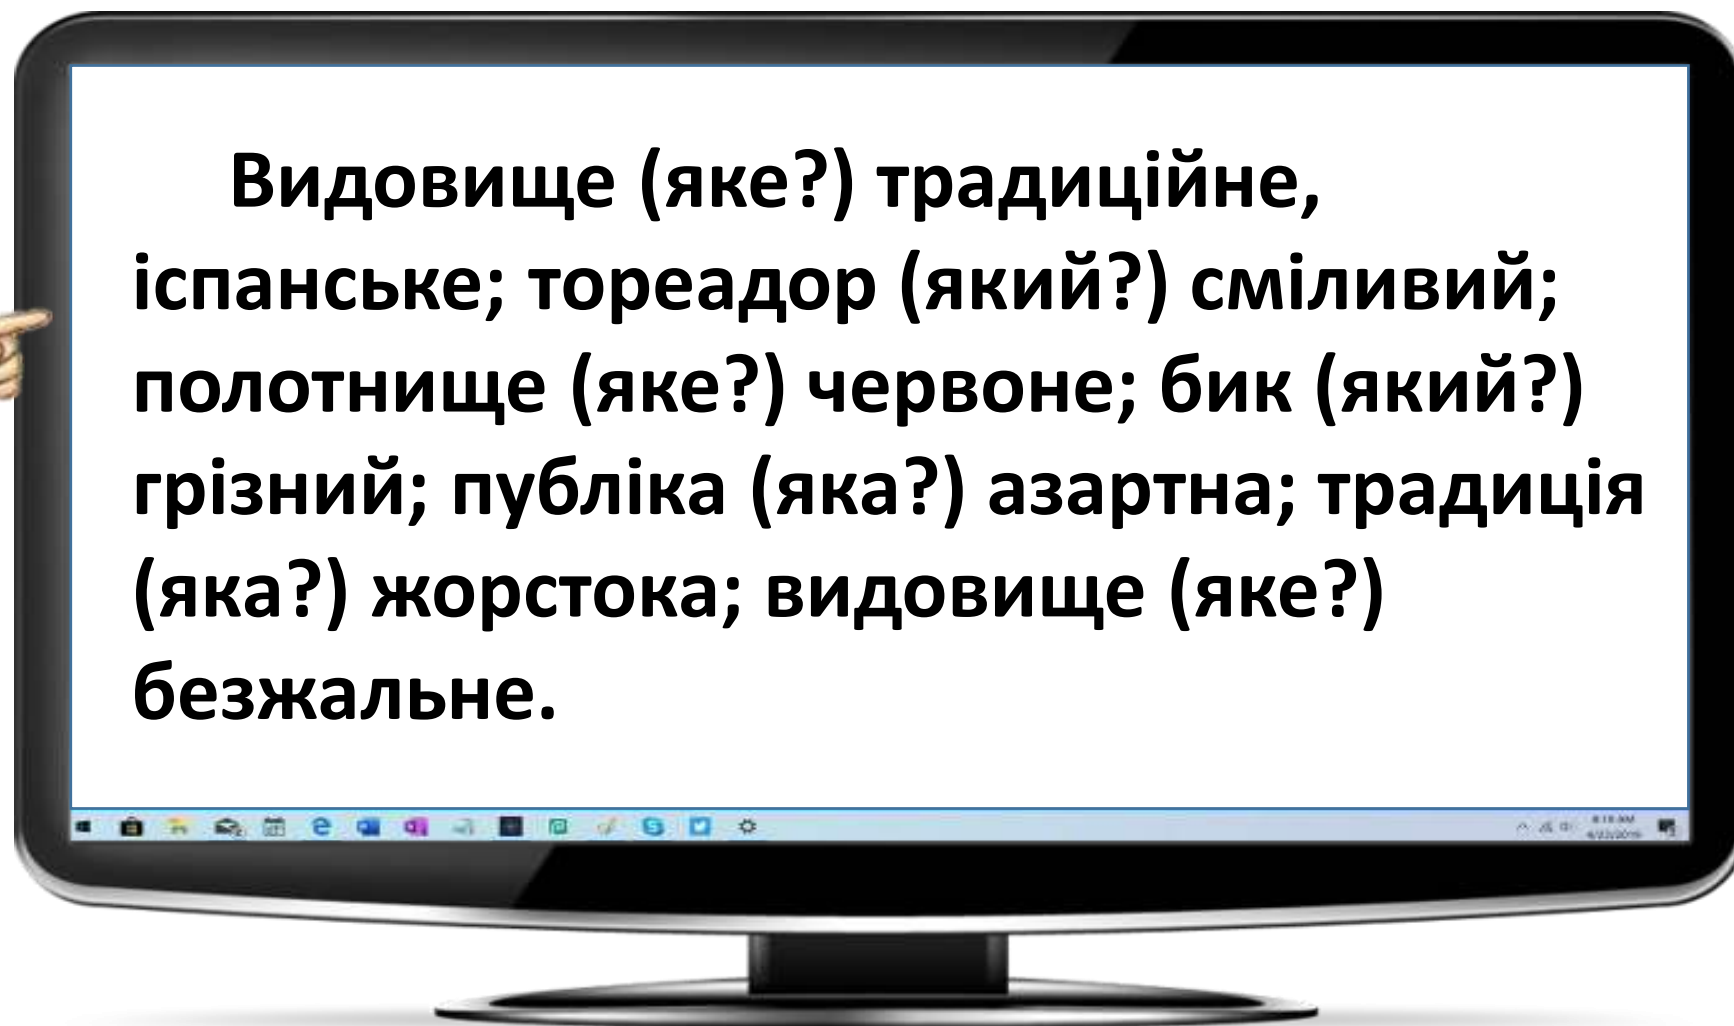 Видовище (яке?) традиційне,
іспанське; тореадор (який?) сміливий;
полотнище (яке?) червоне; бик (який?)
грізний; публіка (яка?) азартна; традиція
(яка?) жорстока; видовище (яке?)
безжальне.